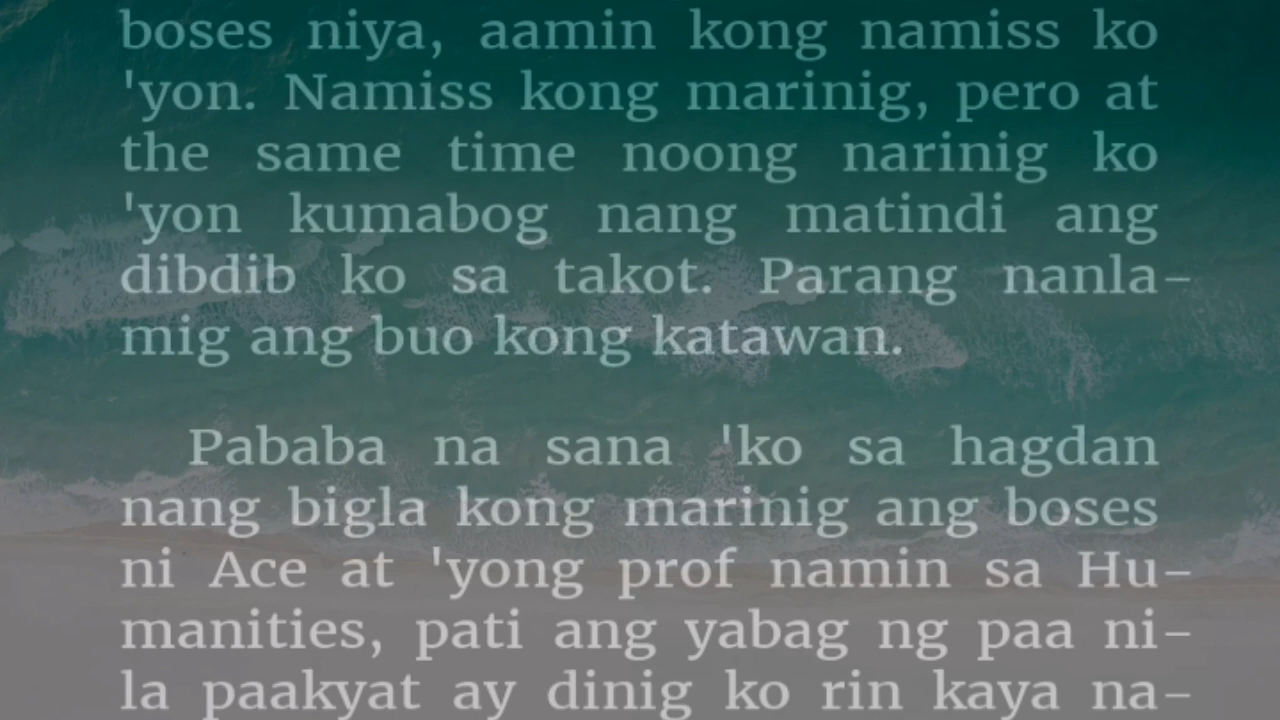 boses niya, aamin kong namiss ko
'yon. Namiss kong marinig, pero at
the same time noong narinig ko
'yon kumabog nang matindi ang
dibdib ko sa takot. Parang nanla-
mig ang buo kong katawan.
Pababa na sana 'ko sa hagdan
nang bigla kong marinig ang boses
ni Ace at 'yong prof namin sa Hu-
manities, pati ang yabag ng paa ni-
la paakyat ay dinig ko rin kaya na-